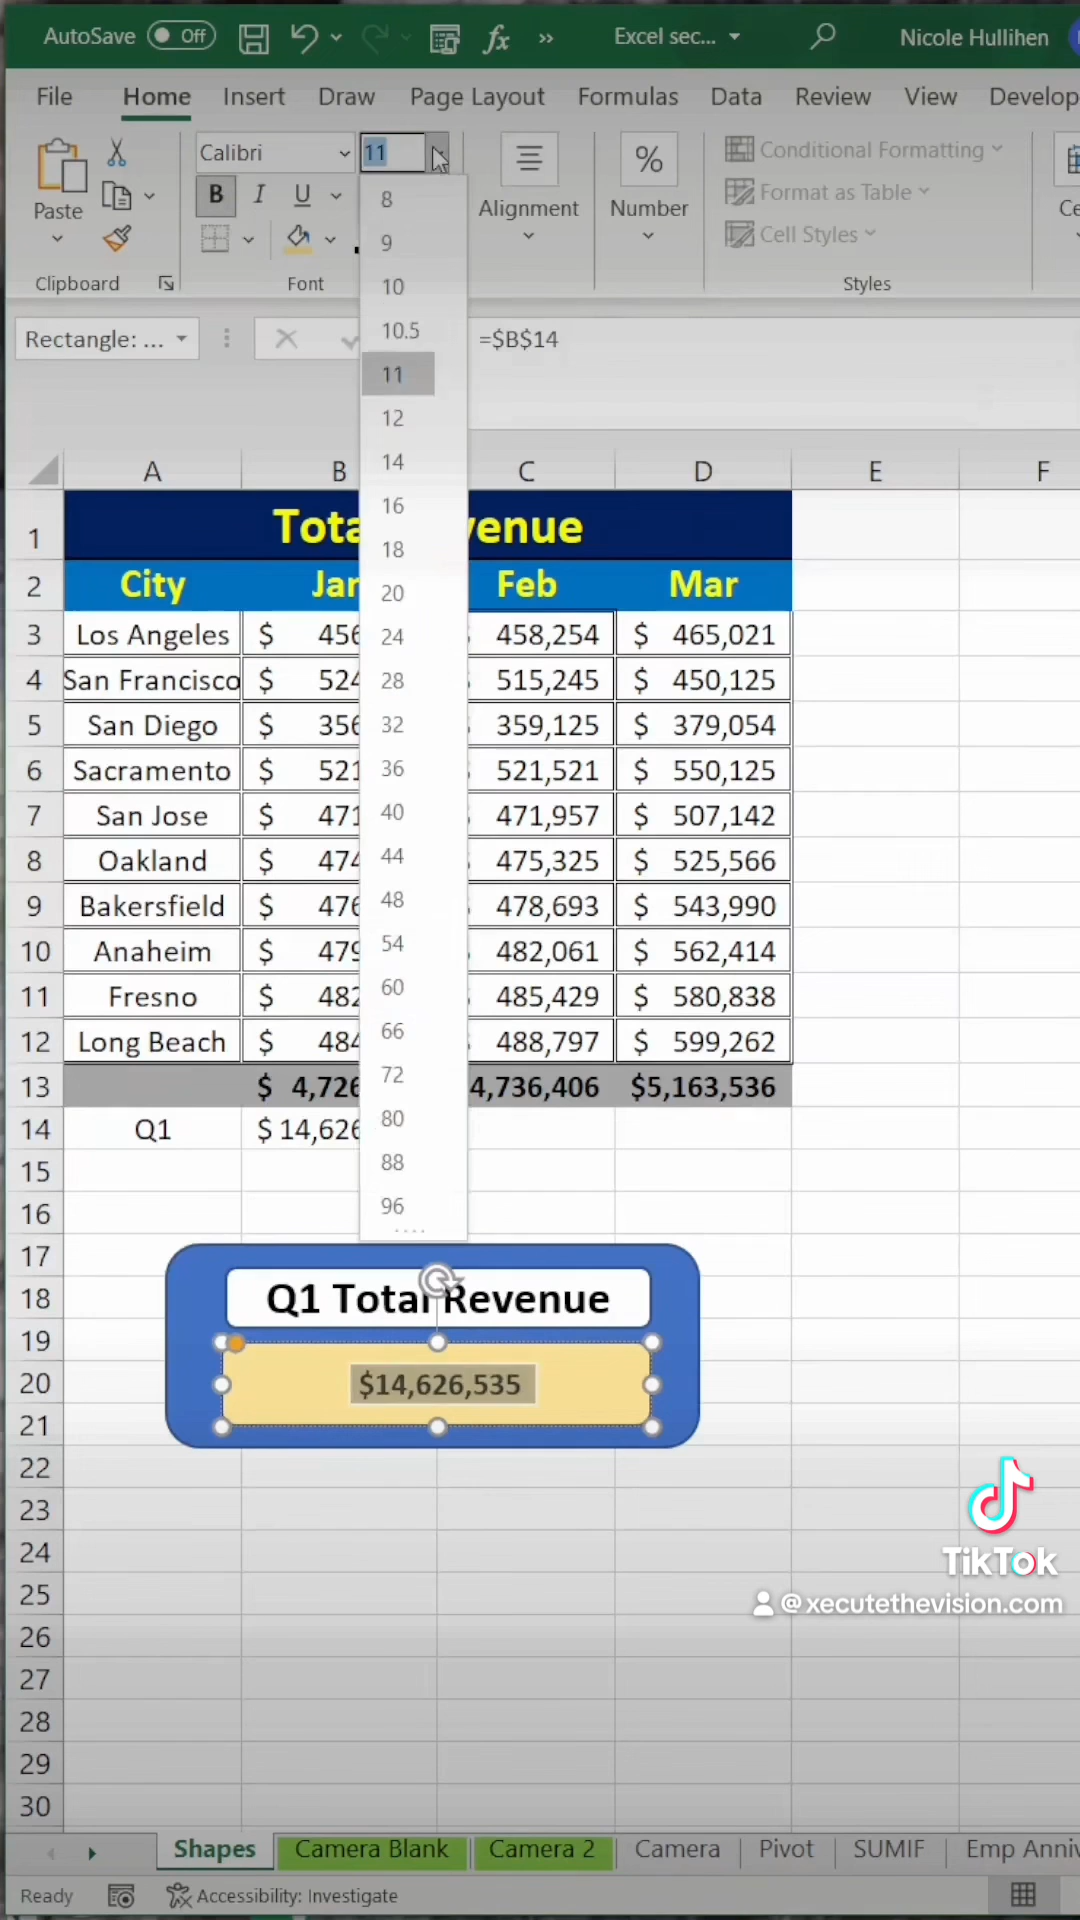 AutoSave Off Excel sec... Nicole Hullihen
File Home Insert Draw Page Layout Formulas Data Review View Develop
Paste Calibri 11 Alignment % Number Conditional Formatting
B I U Format as Table
Cell Styles
Ce
Clipboard Font Styles
8
9
10
10.5
11
12
14
16
18
20
24
28
32
36
40
44
48
54
60
66
72
80
88
96
Rectangle: ... =$B$14
A B C D E F
1 Tota venue
2 City Jar Feb Mar
3 Los Angeles $ 456 458,254 $ 465,021
4 San Francisco $ 524 515,245 $ 450,125
5 San Diego $ 356 359,125 $ 379,054
6 Sacramento $ 521 521,521 $ 550,125
7 San Jose $ 471 471,957 $ 507,142
8 Oakland $ 474 475,325 $ 525,566
9 Bakersfield $ 476 478,693 $ 543,990
10 Anaheim $ 479 482,061 $ 562,414
11 Fresno $ 482 485,429 $ 580,838
12 Long Beach $ 484 488,797 $ 599,262
13 $ 4,726 4,736,406 $5,163,536
14 Q1 $ 14,626
15
16
17
18 Q1 Total Revenue
19
20 $14,626,535
21
22
23
24
25
26
27
28
29
30
TikTok
@xecutethevision.com
Shapes Camera Blank Camera 2 Camera Pivot SUMIF Emp Anniv
Ready Accessibility: Investigate